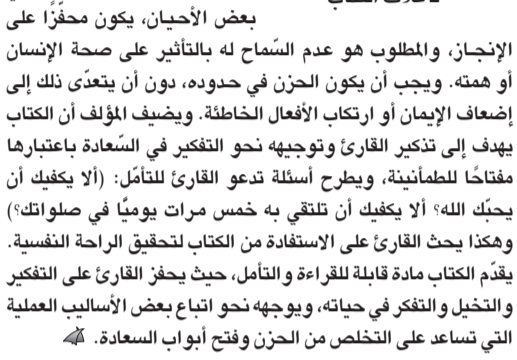 بعض الأحيان، يكون محفّزًا على
الإنجـاز، والمطلوب هو عدم السّماح له بالتأثير على صحة الإنسان
أو همته. ويجب أن يكون الحزن في حدوده، دون أن يتعدّى ذلك إلى
إضعاف الإيمان أو ارتكاب الأفعال الخاطئة. ويضيف المؤلف أن الكتاب
يهدف إلى تذكير القارئ وتوجيهه نحو التفكير في السّعادة باعتبارها
مفتاحًا للطمأنينة، ويطرح أسئلة تدعو القارئ للتأمّل: (ألا يكفيك أن
يحبّك الله؟ ألا يكفيك أن تلتقي به خمس مرات يوميًا في صلواتك؟)
وهكذا يحث القارئ على الاستفادة من الكتاب لتحقيق الراحة النفسية.
يقدّم الكتاب مادة قابلة للقراءة والتأمل، حيث يحفز القارئ على التفكير
والتخيل والتفكر في حياته، ويوجهه نحو اتباع بعض الأساليب العملية
التي تساعد على التخلص من الحزن وفتح أبواب السعادة.